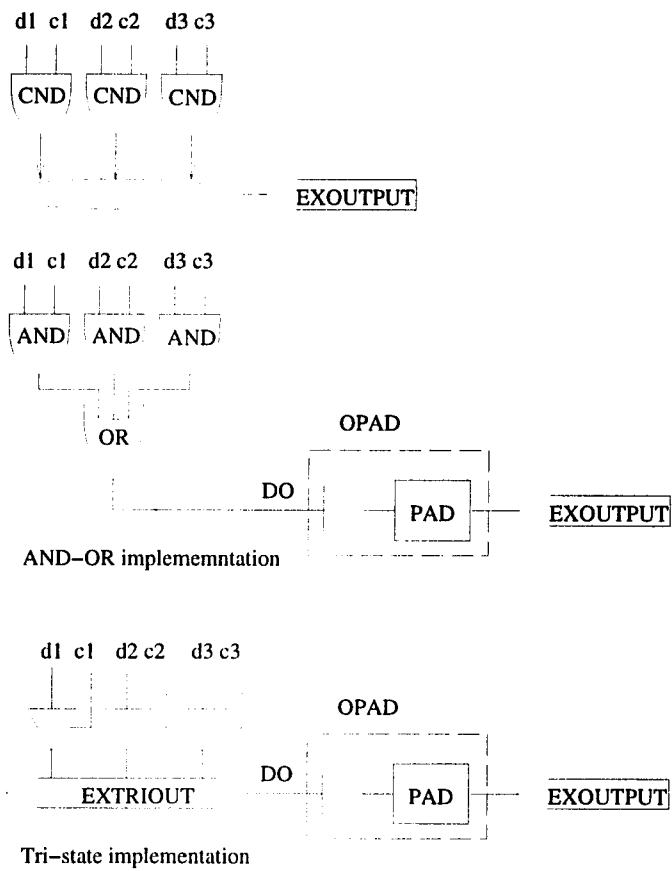 d1 c1 d2 c2 d3 c3
CND CND CND
EXOUTPUT
d1 c1 d2 c2 d3 c3
AND AND AND
OR
OPAD
DO
PAD
EXOUTPUT
AND–OR implememntation
d1 c1 d2 c2 d3 c3
OPAD
DO
EXTRIOUT
PAD
EXOUTPUT
Tri–state implementation